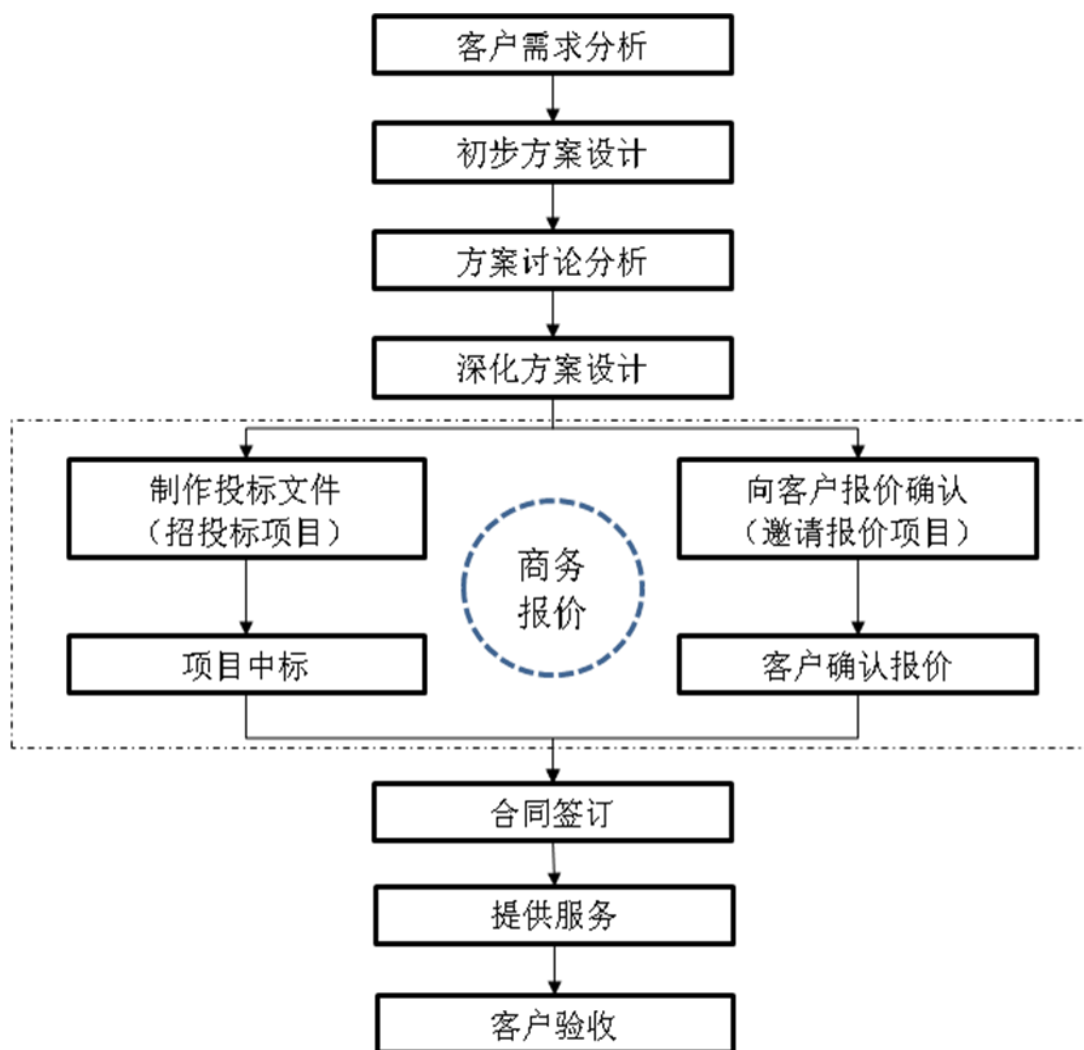 客户需求分析
初步方案设计
方案讨论分析
深化方案设计
制作投标文件
（招投标项目）
向客户报价确认
（邀请报价项目）
商务
报价
项目中标
客户确认报价
合同签订
提供服务
客户验收